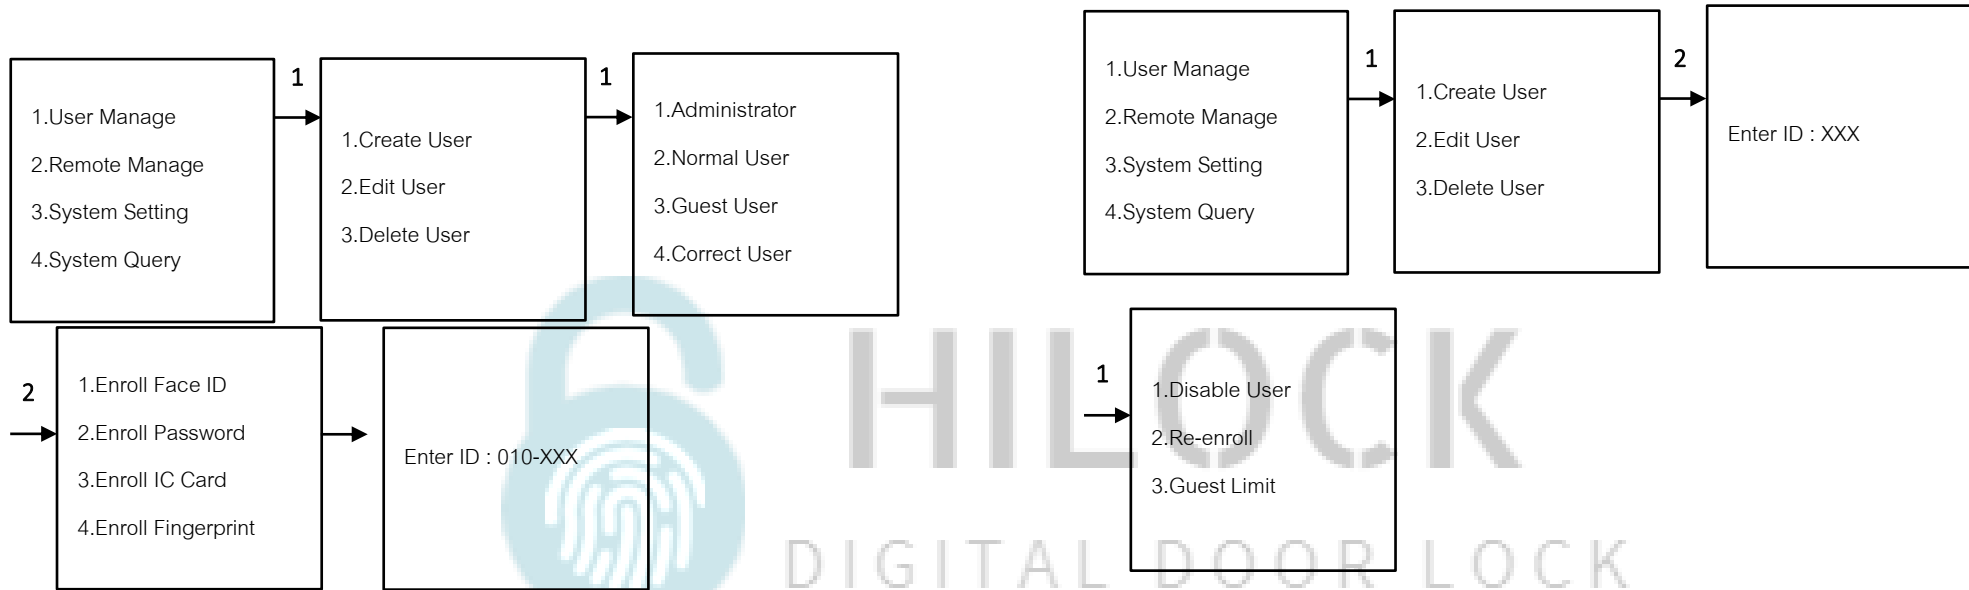 1
1.User Manage
2.Remote Manage
3.System Setting
4.System Query
1
1.Create User
2.Edit User
3.Delete User
1.Administrator
2.Normal User
3.Guest User
4.Correct User
2
1.Enroll Face ID
2.Enroll Password
3.Enroll IC Card
4.Enroll Fingerprint
Enter ID : 010-XXX
1.User Manage
2.Remote Manage
3.System Setting
4.System Query
1
1.Create User
2.Edit User
3.Delete User
2
Enter ID : XXX
1
1.Disable User
2.Re-enroll
3.Guest Limit
HILOCK
DIGITAL DOOR LOCK